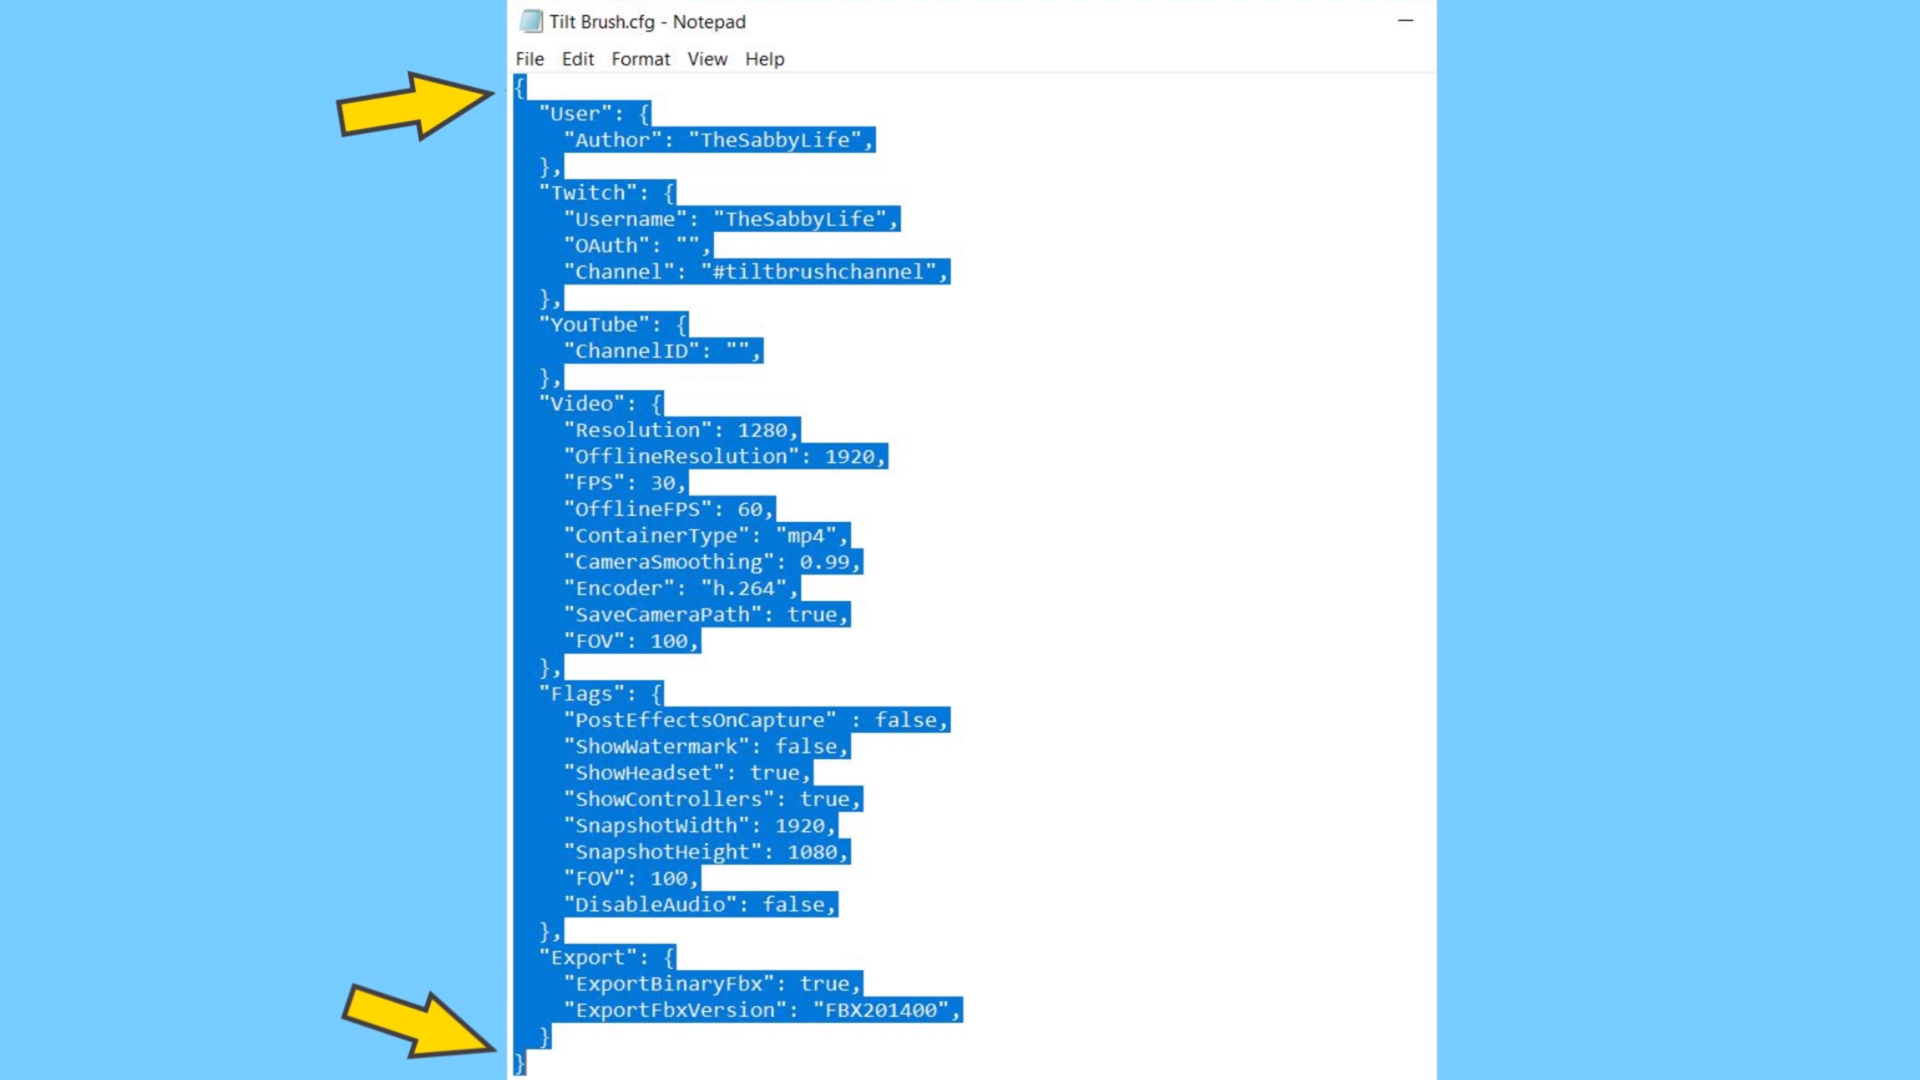 Tilt Brush.cfg - Notepad
File Edit Format View Help
{
  "User": {
    "Author": "TheSabbyLife",
  },
  "Twitch": {
    "Username": "TheSabbyLife",
    "OAuth": "",
    "Channel": "#tiltbrushchannel",
  },
  "YouTube": {
    "ChannelID": "",
  },
  "Video": {
    "Resolution": 1280,
    "OfflineResolution": 1920,
    "FPS": 30,
    "OfflineFPS": 60,
    "ContainerType": "mp4",
    "CameraSmoothing": 0.99,
    "Encoder": "h.264",
    "SaveCameraPath": true,
    "FOV": 100,
  },
  "Flags": {
    "PostEffectsOnCapture" : false,
    "ShowWatermark": false,
    "ShowHeadset": true,
    "ShowControllers": true,
    "SnapshotWidth": 1920,
    "SnapshotHeight": 1080,
    "FOV": 100,
    "DisableAudio": false,
  },
  "Export": {
    "ExportBinaryFbx": true,
    "ExportFbxVersion": "FBX201400",
  }
}